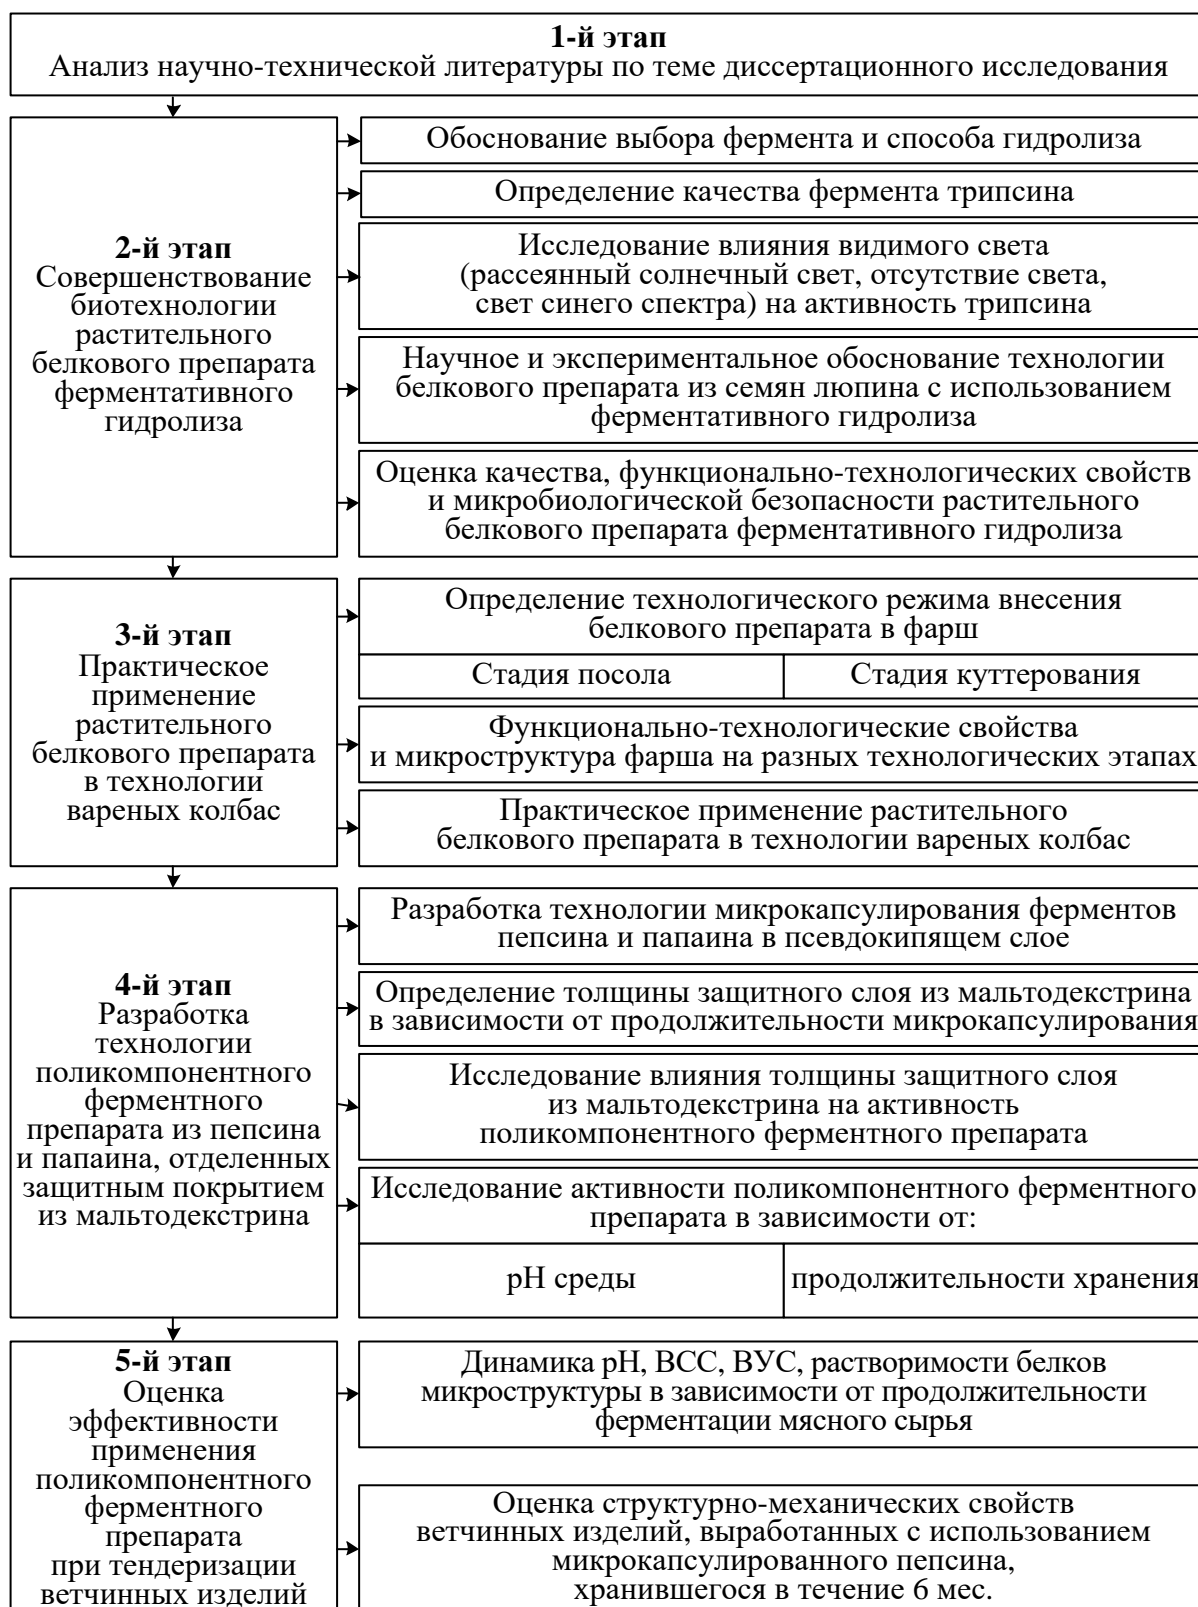 1-й этап
Анализ научно-технической литературы по теме диссертационного исследования
2-й этап
Совершенствование
биотехнологии
растительного
белкового препарата
ферментативного
гидролиза
Обоснование выбора фермента и способа гидролиза
Определение качества фермента трипсина
Исследование влияния видимого света
(рассеянный солнечный свет, отсутствие света,
свет синего спектра) на активность трипсина
Научное и экспериментальное обоснование технологии
белкового препарата из семян люпина с использованием
ферментативного гидролиза
Оценка качества, функционально-технологических свойств
и микробиологической безопасности растительного
белкового препарата ферментативного гидролиза
3-й этап
Практическое
применение
растительного
белкового препарата
в технологии
вареных колбас
Определение технологического режима внесения
белкового препарата в фарш
Стадия посола
Стадия куттерования
Функционально-технологические свойства
и микроструктура фарша на разных технологических этапах
Практическое применение растительного
белкового препарата в технологии вареных колбас
4-й этап
Разработка
технологии
поликомпонентного
ферментного
препарата из пепсина
и папаина, отделенных
защитным покрытием
из мальтодекстрина
Разработка технологии микрокапсулирования ферментов
пепсина и папаина в псевдокипящем слое
Определение толщины защитного слоя из мальтодекстрина
в зависимости от продолжительности микрокапсулирования
Исследование влияния толщины защитного слоя
из мальтодекстрина на активность
поликомпонентного ферментного препарата
Исследование активности поликомпонентного ферментного
препарата в зависимости от:
pH среды
продолжительности хранения
5-й этап
Оценка
эффективности
применения
поликомпонентного
ферментного
препарата
при тендеризации
ветчинных изделий
Динамика pH, ВСС, ВУС, растворимости белков
микроструктуры в зависимости от продолжительности
ферментации мясного сырья
Оценка структурно-механических свойств
ветчинных изделий, выработанных с использованием
микрокапсулированного пепсина,
хранившегося в течение 6 мес.